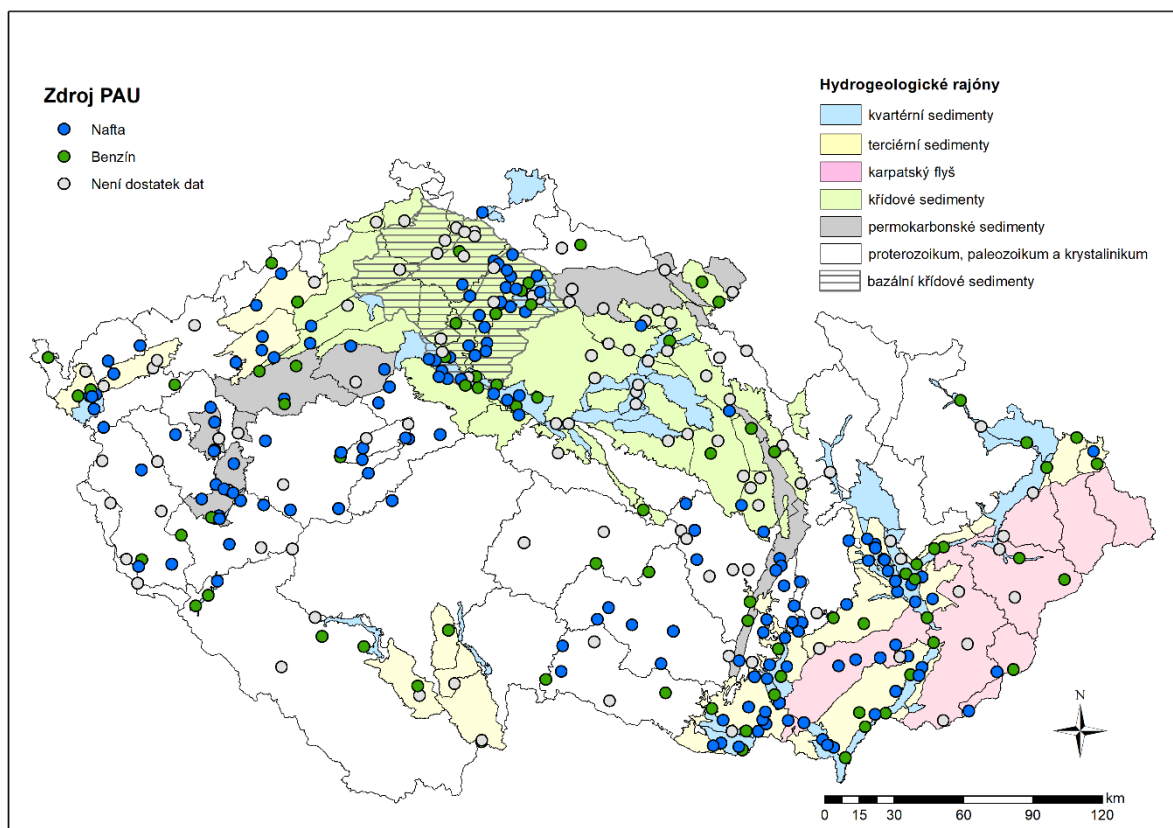 Zdroj PAU
Nafta
Benzín
Není dostatek dat
Hydrogeologické rajóny
kvartérní sedimenty
terciérní sedimenty
karpatský flyš
křídové sedimenty
permokarbonské sedimenty
proterozoikum, paleozoikum a krystalinikum
bazální křídové sedimenty
N
km
0 15 30 60 90 120